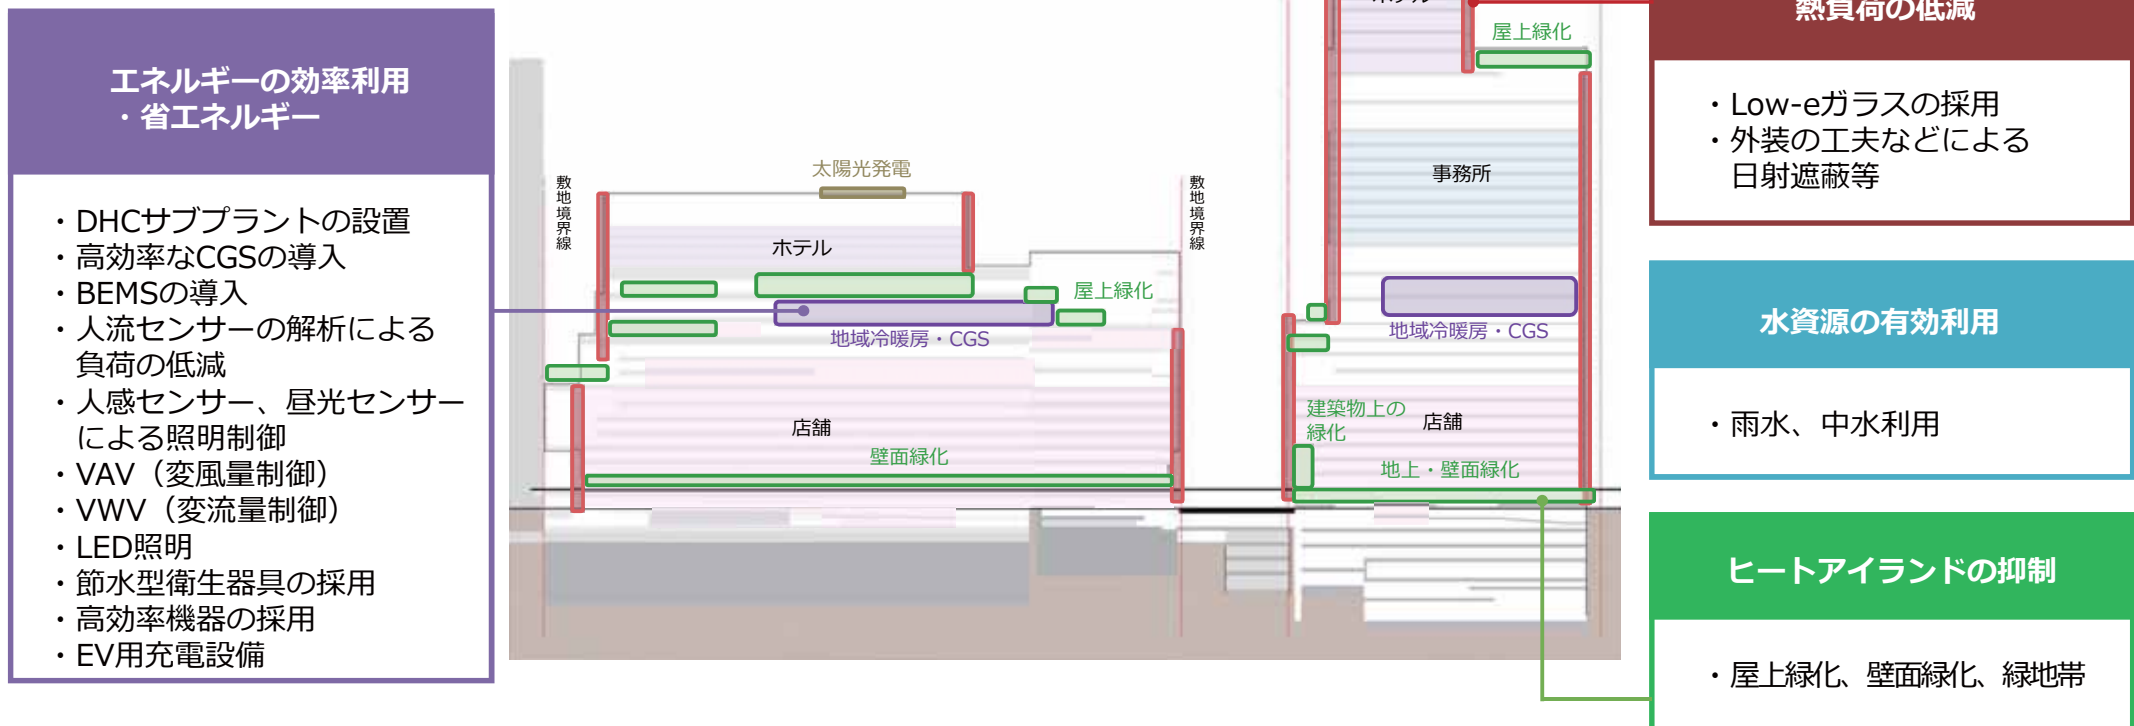 エネルギーの効率利用
・省エネルギー
・DHCサブプラントの設置
・高効率なCGSの導入
・BEMSの導入
・人流センサーの解析による
負荷の低減
・人感センサー、昼光センサー
による照明制御
・VAV（変風量制御）
・VWV（変流量制御）
・LED照明
・節水型衛生器具の採用
・高効率機器の採用
・EV用充電設備
敷地境界線
太陽光発電
ホテル
屋上緑化
地域冷暖房・CGS
店舗
壁面緑化
敷地境界線
ホテル
屋上緑化
事務所
地域冷暖房・CGS
建築物上の
緑化
店舗
地上・壁面緑化
熱負荷の低減
・Low-eガラスの採用
・外装の工夫などによる
日射遮蔽等
水資源の有効利用
・雨水、中水利用
ヒートアイランドの抑制
・屋上緑化、壁面緑化、緑地帯